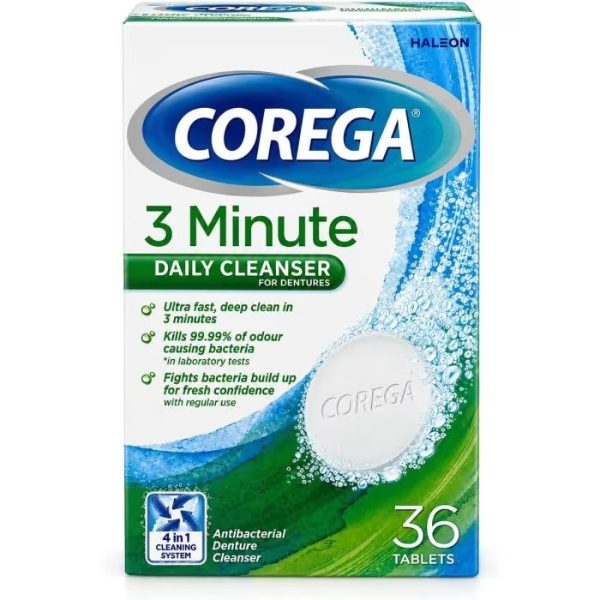 HALEON
COREGA®
3 Minute
DAILY CLEANSER
FOR DENTURES
Ultra fast, deep clean in
3 minutes
Kills 99.99% of odour
causing bacteria
*in laboratory tests
Fights bacteria build up
for fresh confidence
with regular use
COREGA
4 in 1
CLEANING
SYSTEM
Antibacterial
Denture
Cleanser
36
TABLETS